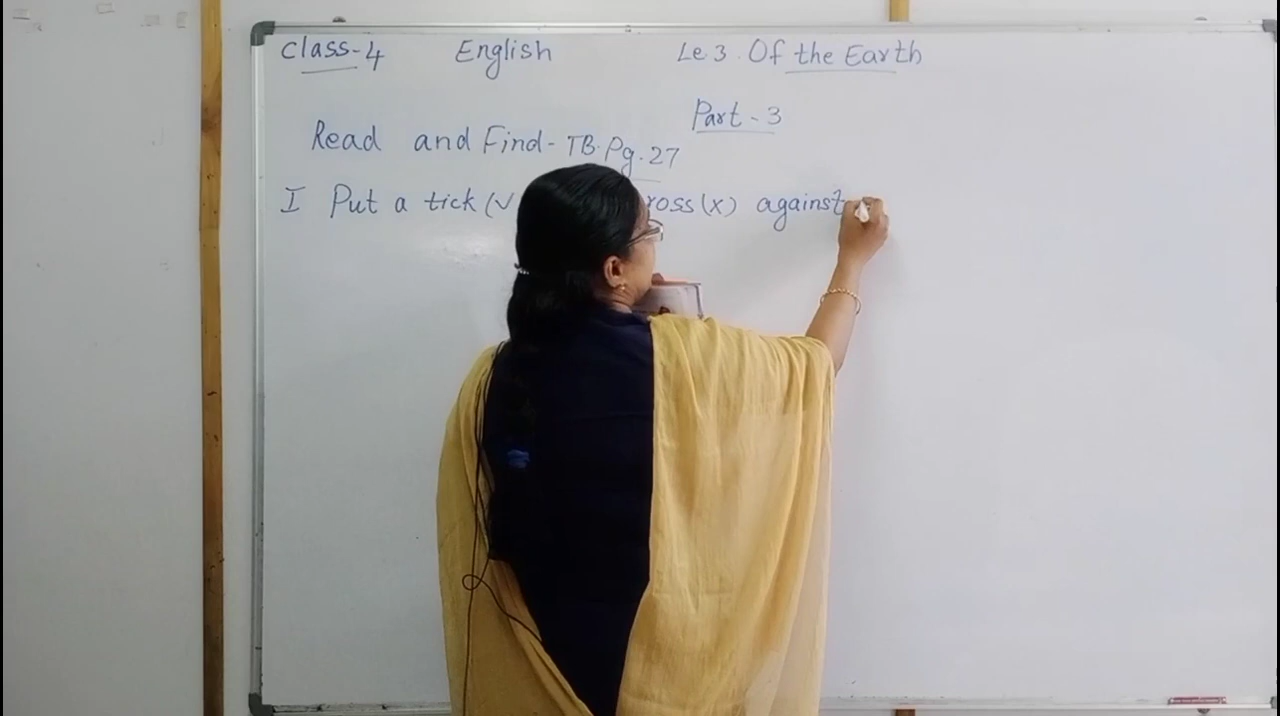 Class-4 English Le 3. Of the Earth
Part-3
Read and Find- TB. Pg. 27
I Put a tick (✓ ross (x) against